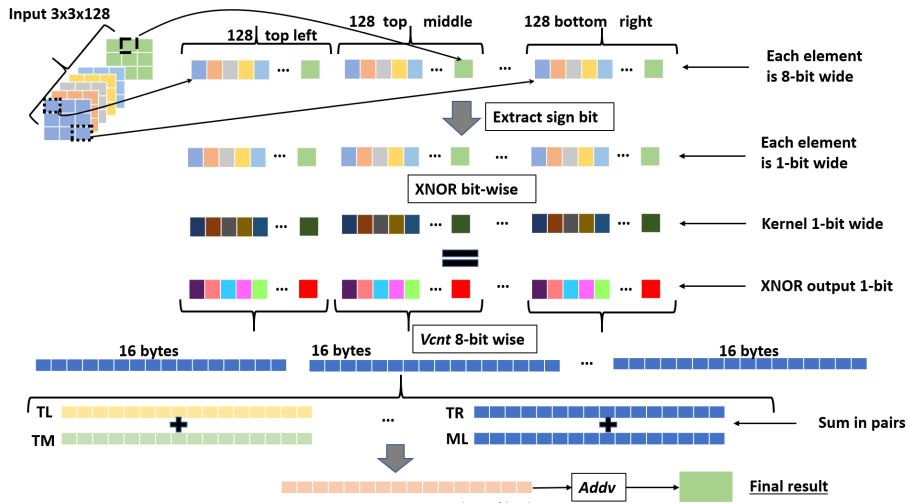 Input 3x3x128
128 top left
128 top middle
128 bottom right
...
...
...
...
Each element
is 8-bit wide
Extract sign bit
...
...
...
...
Each element
is 1-bit wide
XNOR bit-wise
...
...
...
...
Kernel 1-bit wide
...
...
...
...
XNOR output 1-bit
Vcnt 8-bit wise
16 bytes
16 bytes
...
16 bytes
TL
...
TR
Sum in pairs
TM
ML
Addv
Final result